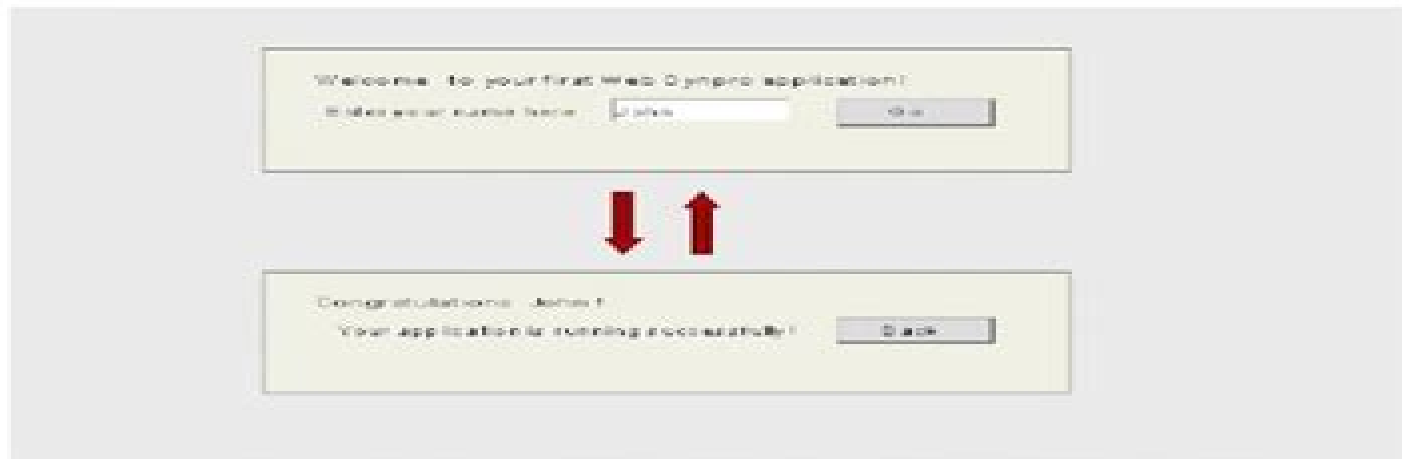 Welcome to your first Web Dynpro application!
Enter your name here John Go
Congratulations John!
Your application is running successfully! Back